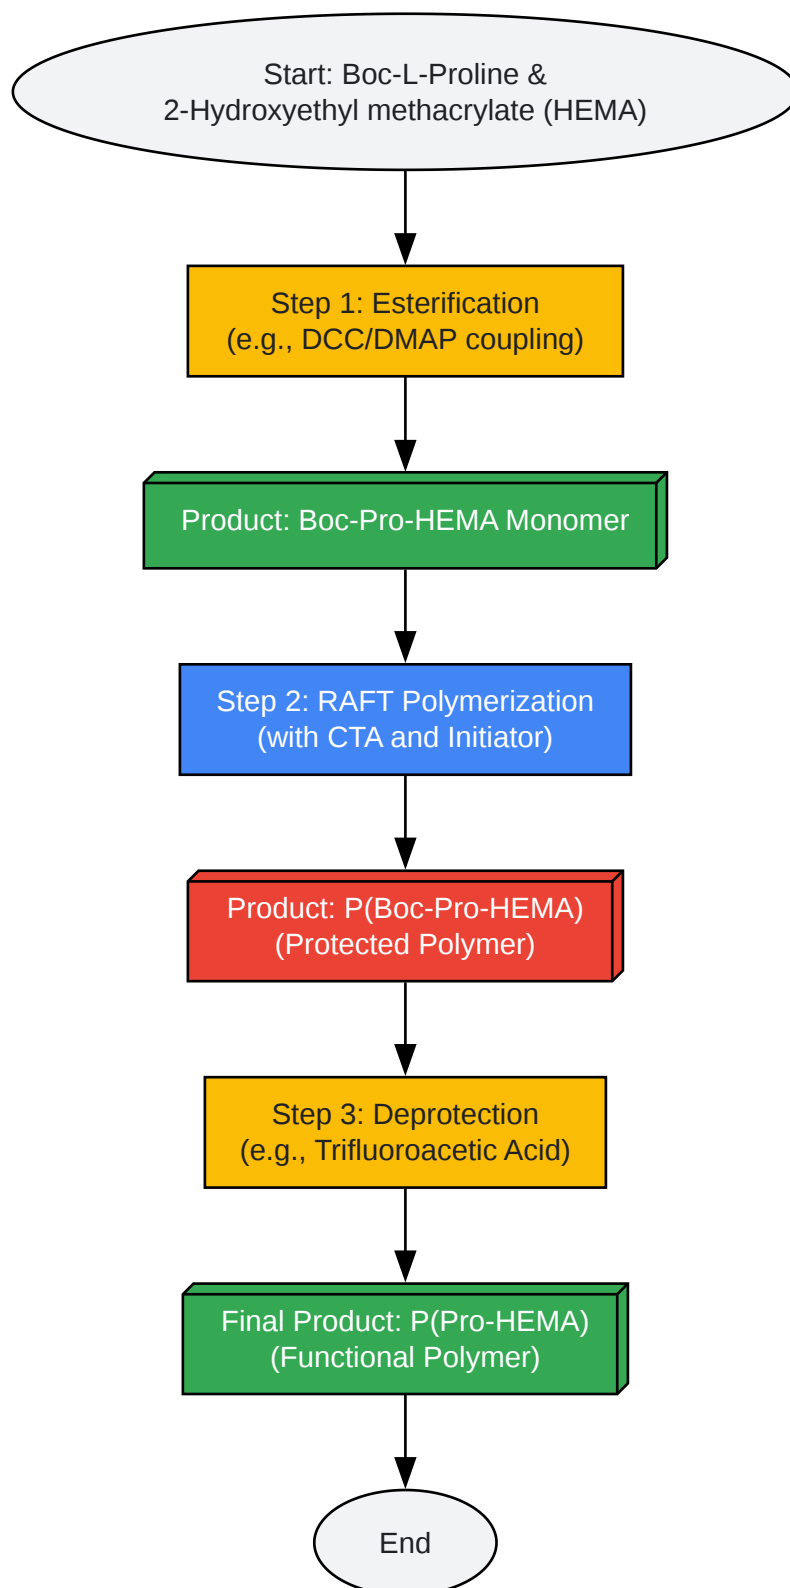 Start: Boc-L-Proline &
2-Hydroxyethyl methacrylate (HEMA)
Step 1: Esterification
(e.g., DCC/DMAP coupling)
Product: Boc-Pro-HEMA Monomer
Step 2: RAFT Polymerization
(with CTA and Initiator)
Product: P(Boc-Pro-HEMA)
(Protected Polymer)
Step 3: Deprotection
(e.g., Trifluoroacetic Acid)
Final Product: P(Pro-HEMA)
(Functional Polymer)
End